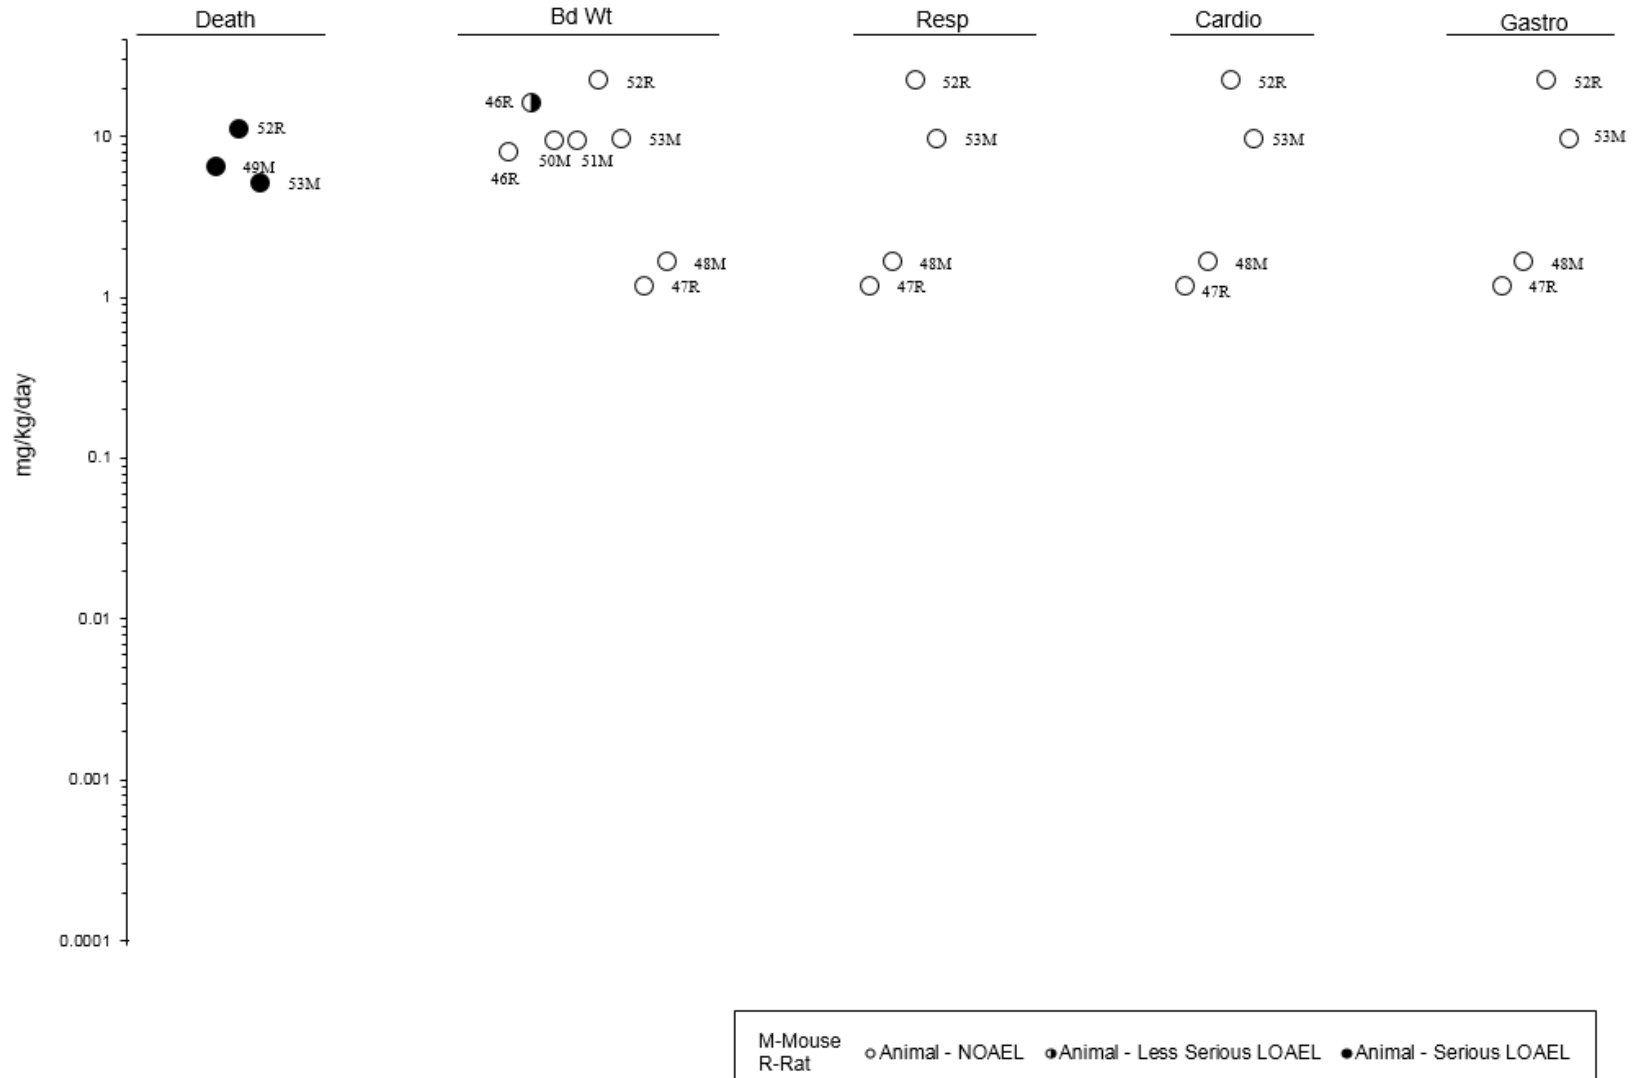 Death
Bd Wt
Resp
Cardio
Gastro
mg/kg/day
10
1
0.1
0.01
0.001
0.0001
52R
49M
53M
46R
52R
46R
50M
51M
53M
48M
47R
52R
53M
48M
47R
52R
53M
48M
47R
52R
53M
48M
47R
M-Mouse
R-Rat
Animal - NOAEL
Animal - Less Serious LOAEL
Animal - Serious LOAEL